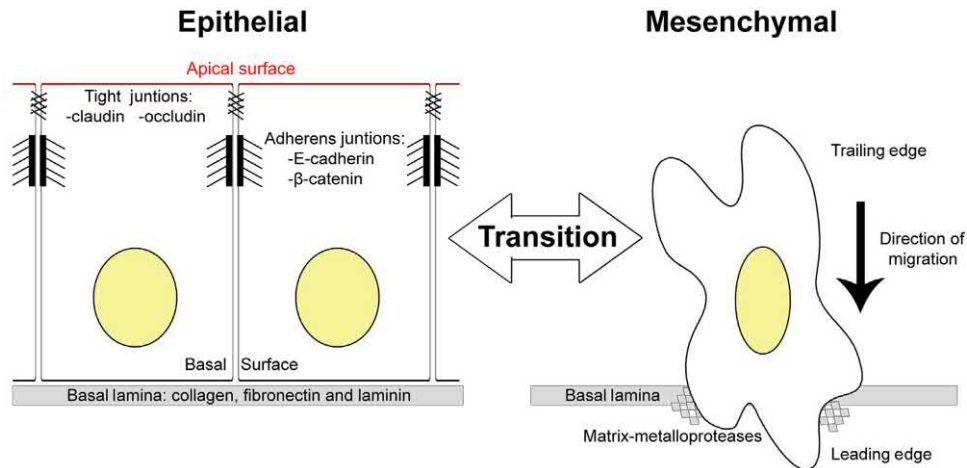 Epithelial
Apical surface
Tight juntions:
-claudin -occludin
Adherens juntions:
-E-cadherin
-β-catenin
Basal Surface
Basal lamina: collagen, fibronectin and laminin
Transition
Mesenchymal
Trailing edge
Direction of
migration
Basal lamina
Matrix-metalloproteases
Leading edge